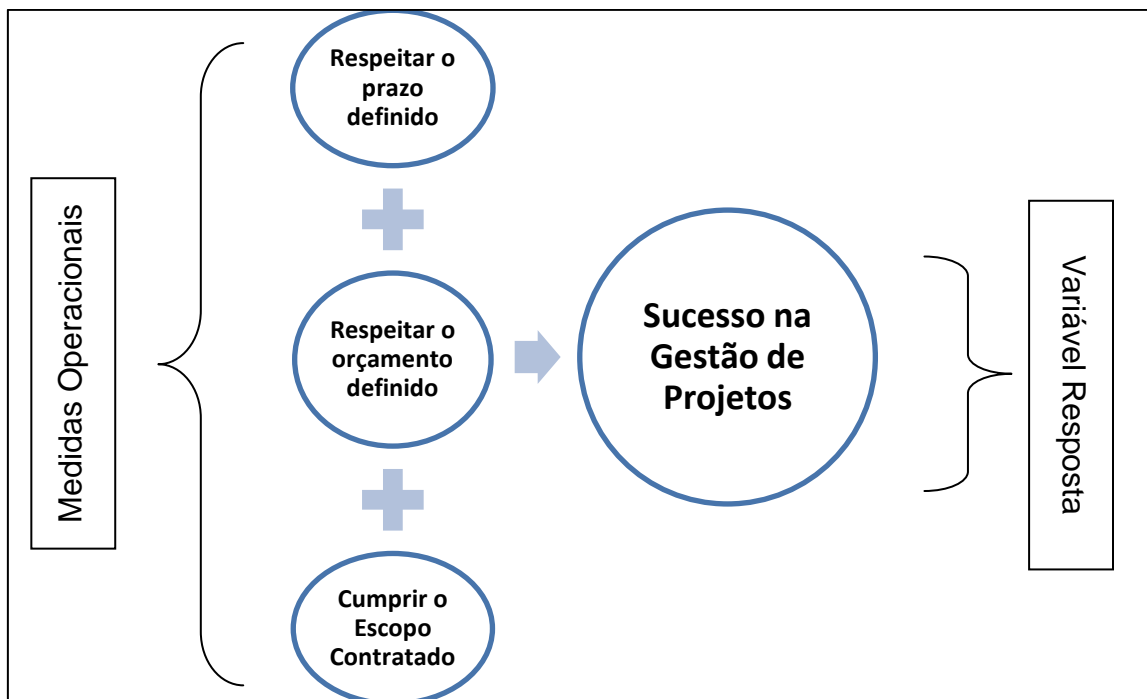 Medidas Operacionais
Respeitar o
prazo
definido
Respeitar o
orçamento
definido
Cumprir o
Escopo
Contratado
Sucesso na
Gestão de
Projetos
Variável Resposta